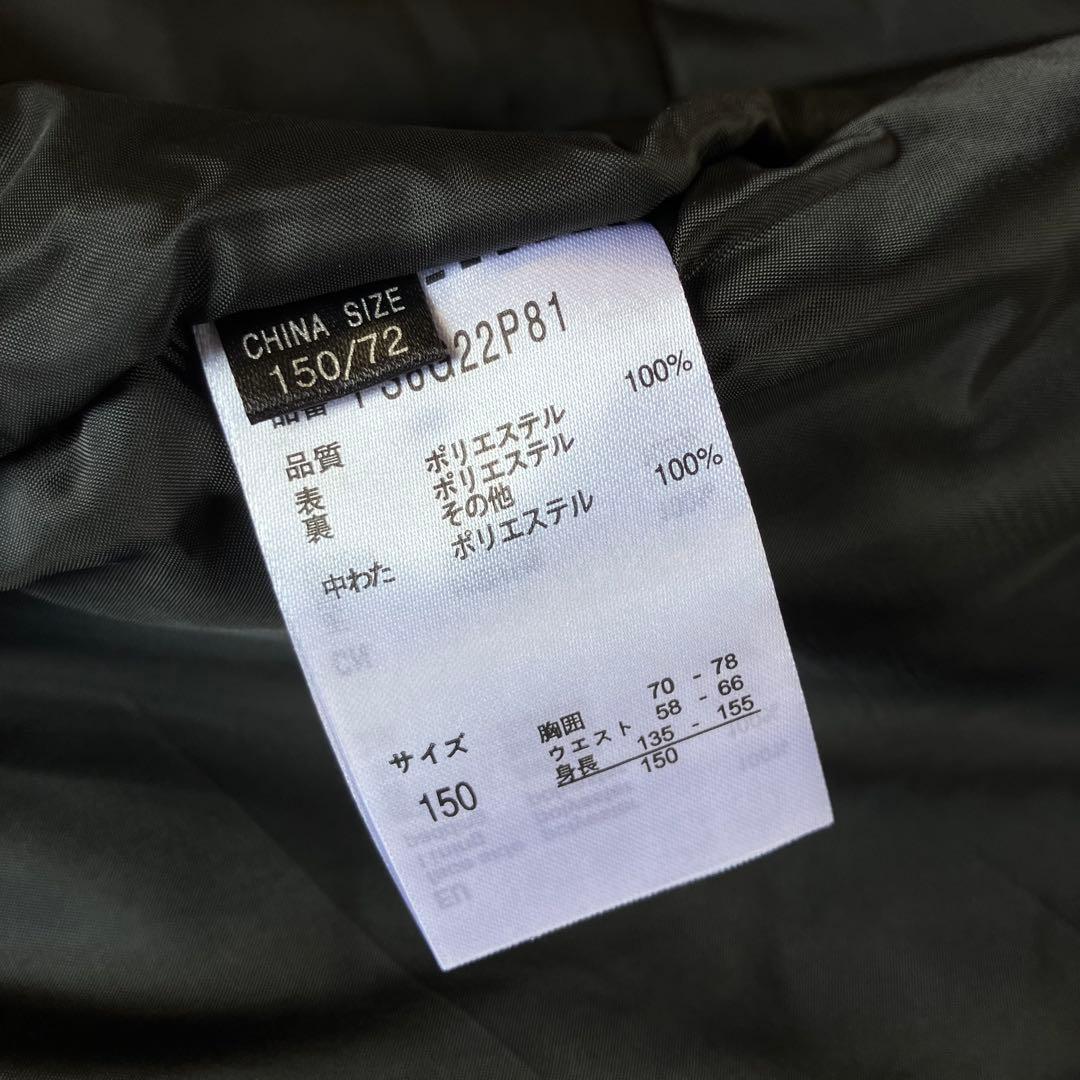 CHINA SIZE
150/72
品番 22P81
品質
表 ポリエステル 100%
裏 ポリエステル
その他
中わた ポリエステル 100%
サイズ
150
胸囲 70 - 78
ウエスト 58 - 66
身長 135 - 155
150